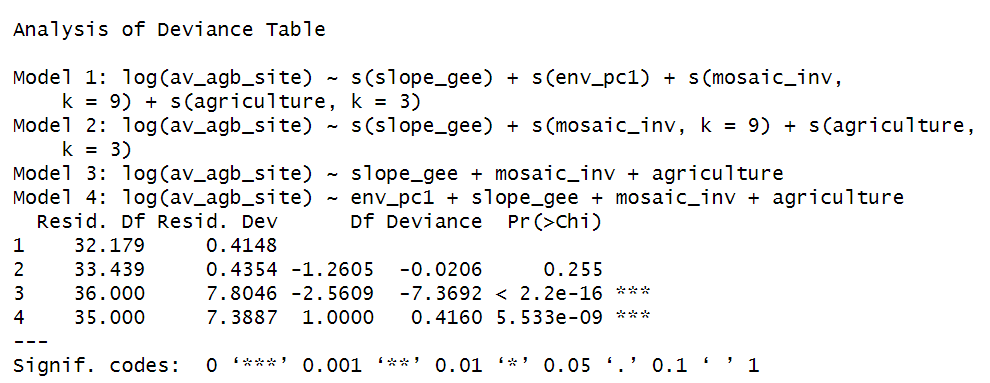 Analysis of Deviance Table

Model 1: log(av_agb_site) ~ s(slope_gee) + s(env_pc1) + s(mosaic_inv,
    k = 9) + s(agriculture, k = 3)
Model 2: log(av_agb_site) ~ s(slope_gee) + s(mosaic_inv, k = 9) + s(agriculture,
    k = 3)
Model 3: log(av_agb_site) ~ slope_gee + mosaic_inv + agriculture
Model 4: log(av_agb_site) ~ env_pc1 + slope_gee + mosaic_inv + agriculture
  Resid. Df Resid. Dev      Df Deviance  Pr(>Chi)
1    32.179     0.4148
2    33.439     0.4354 -1.2605  -0.0206     0.255
3    36.000     7.8046 -2.5609  -7.3692 < 2.2e-16 ***
4    35.000     7.3887  1.0000   0.4160 5.533e-09 ***
---
Signif. codes:  0 ‘***’ 0.001 ‘**’ 0.01 ‘*’ 0.05 ‘.’ 0.1 ‘ ’ 1